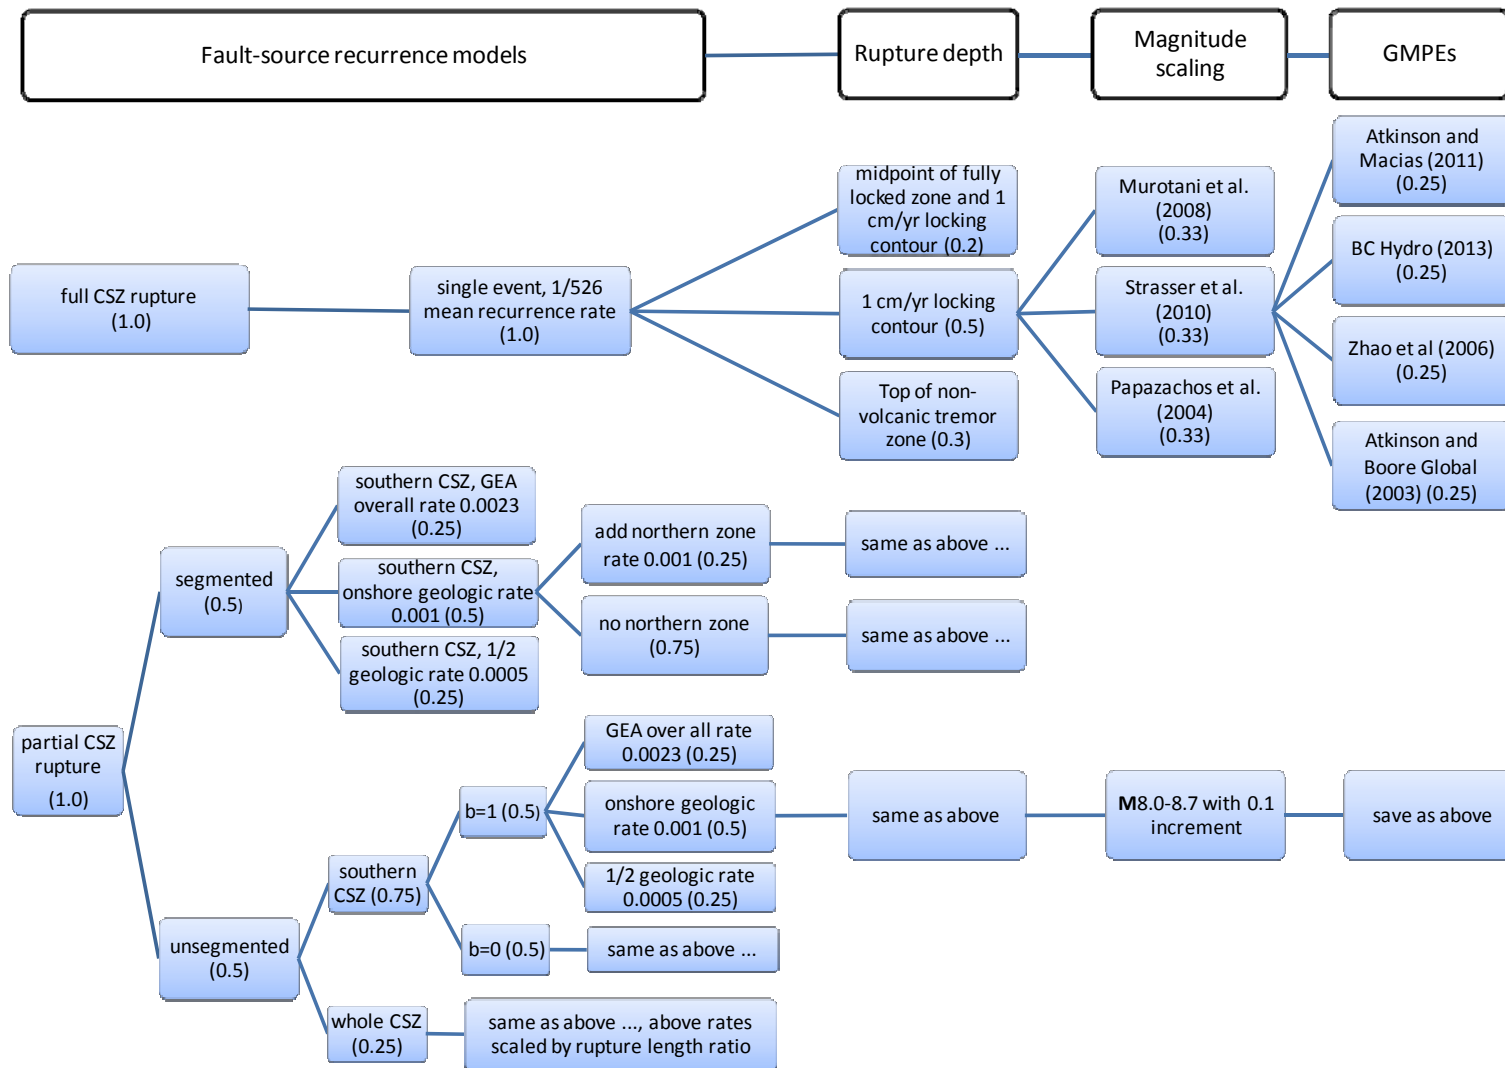 Fault-source recurrence models
Rupture depth
Magnitude
scaling
GMPEs
full CSZ rupture
(1.0)
single event, 1/526
mean recurrence rate
(1.0)
midpoint of fully
locked zone and 1
cm/yr locking
contour (0.2)
1 cm/yr locking
contour (0.5)
Top of non-
volcanic tremor
zone (0.3)
Murotani et al.
(2008)
(0.33)
Strasser et al.
(2010)
(0.33)
Papazachos et al.
(2004)
(0.33)
Atkinson and
Macias (2011)
(0.25)
BC Hydro (2013)
(0.25)
Zhao et al (2006)
(0.25)
Atkinson and
Boore Global
(2003) (0.25)
partial CSZ
rupture
(1.0)
segmented
(0.5)
southern CSZ, GEA
overall rate 0.0023
(0.25)
southern CSZ,
onshore geologic rate
0.001 (0.5)
southern CSZ, 1/2
geologic rate 0.0005
(0.25)
add northern zone
rate 0.001 (0.25)
same as above ...
no northern zone
(0.75)
same as above ...
unsegmented
(0.5)
southern
CSZ (0.75)
b=1 (0.5)
GEA over all rate
0.0023 (0.25)
onshore geologic
rate 0.001 (0.5)
1/2 geologic rate
0.0005 (0.25)
same as above
M8.0-8.7 with 0.1
increment
save as above
b=0 (0.5)
same as above ...
whole CSZ
(0.25)
same as above ..., above rates
scaled by rupture length ratio